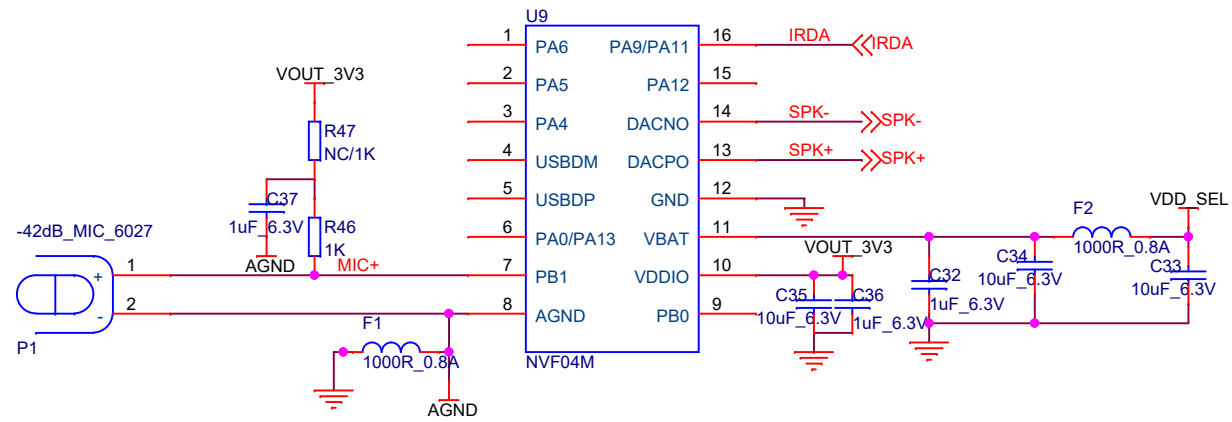 U9
1 PA6 PA9/PA11 16 IRDA IRDA
VOUT_3V3
2 PA5 PA12 15
R47
NC/1K
3 PA4 DACNO 14 SPK- SPK-
4 USBDM DACPO 13 SPK+ SPK+
C37
1uF_6.3V
5 USBDP GND 12
VDD_SEL
F2
1000R_0.8A
-42dB_MIC_6027
R46
1K
6 PA0/PA13 VBAT 11
VOUT_3V3
AGND
1 + MIC+ 7 PB1 VDDIO 10
C34
10uF_6.3V
C33
10uF_6.3V
C32
1uF_6.3V
C35
10uF_6.3V
C36
1uF_6.3V
2 - 8 AGND PB0 9
P1
F1
1000R_0.8A
NVF04M
AGND